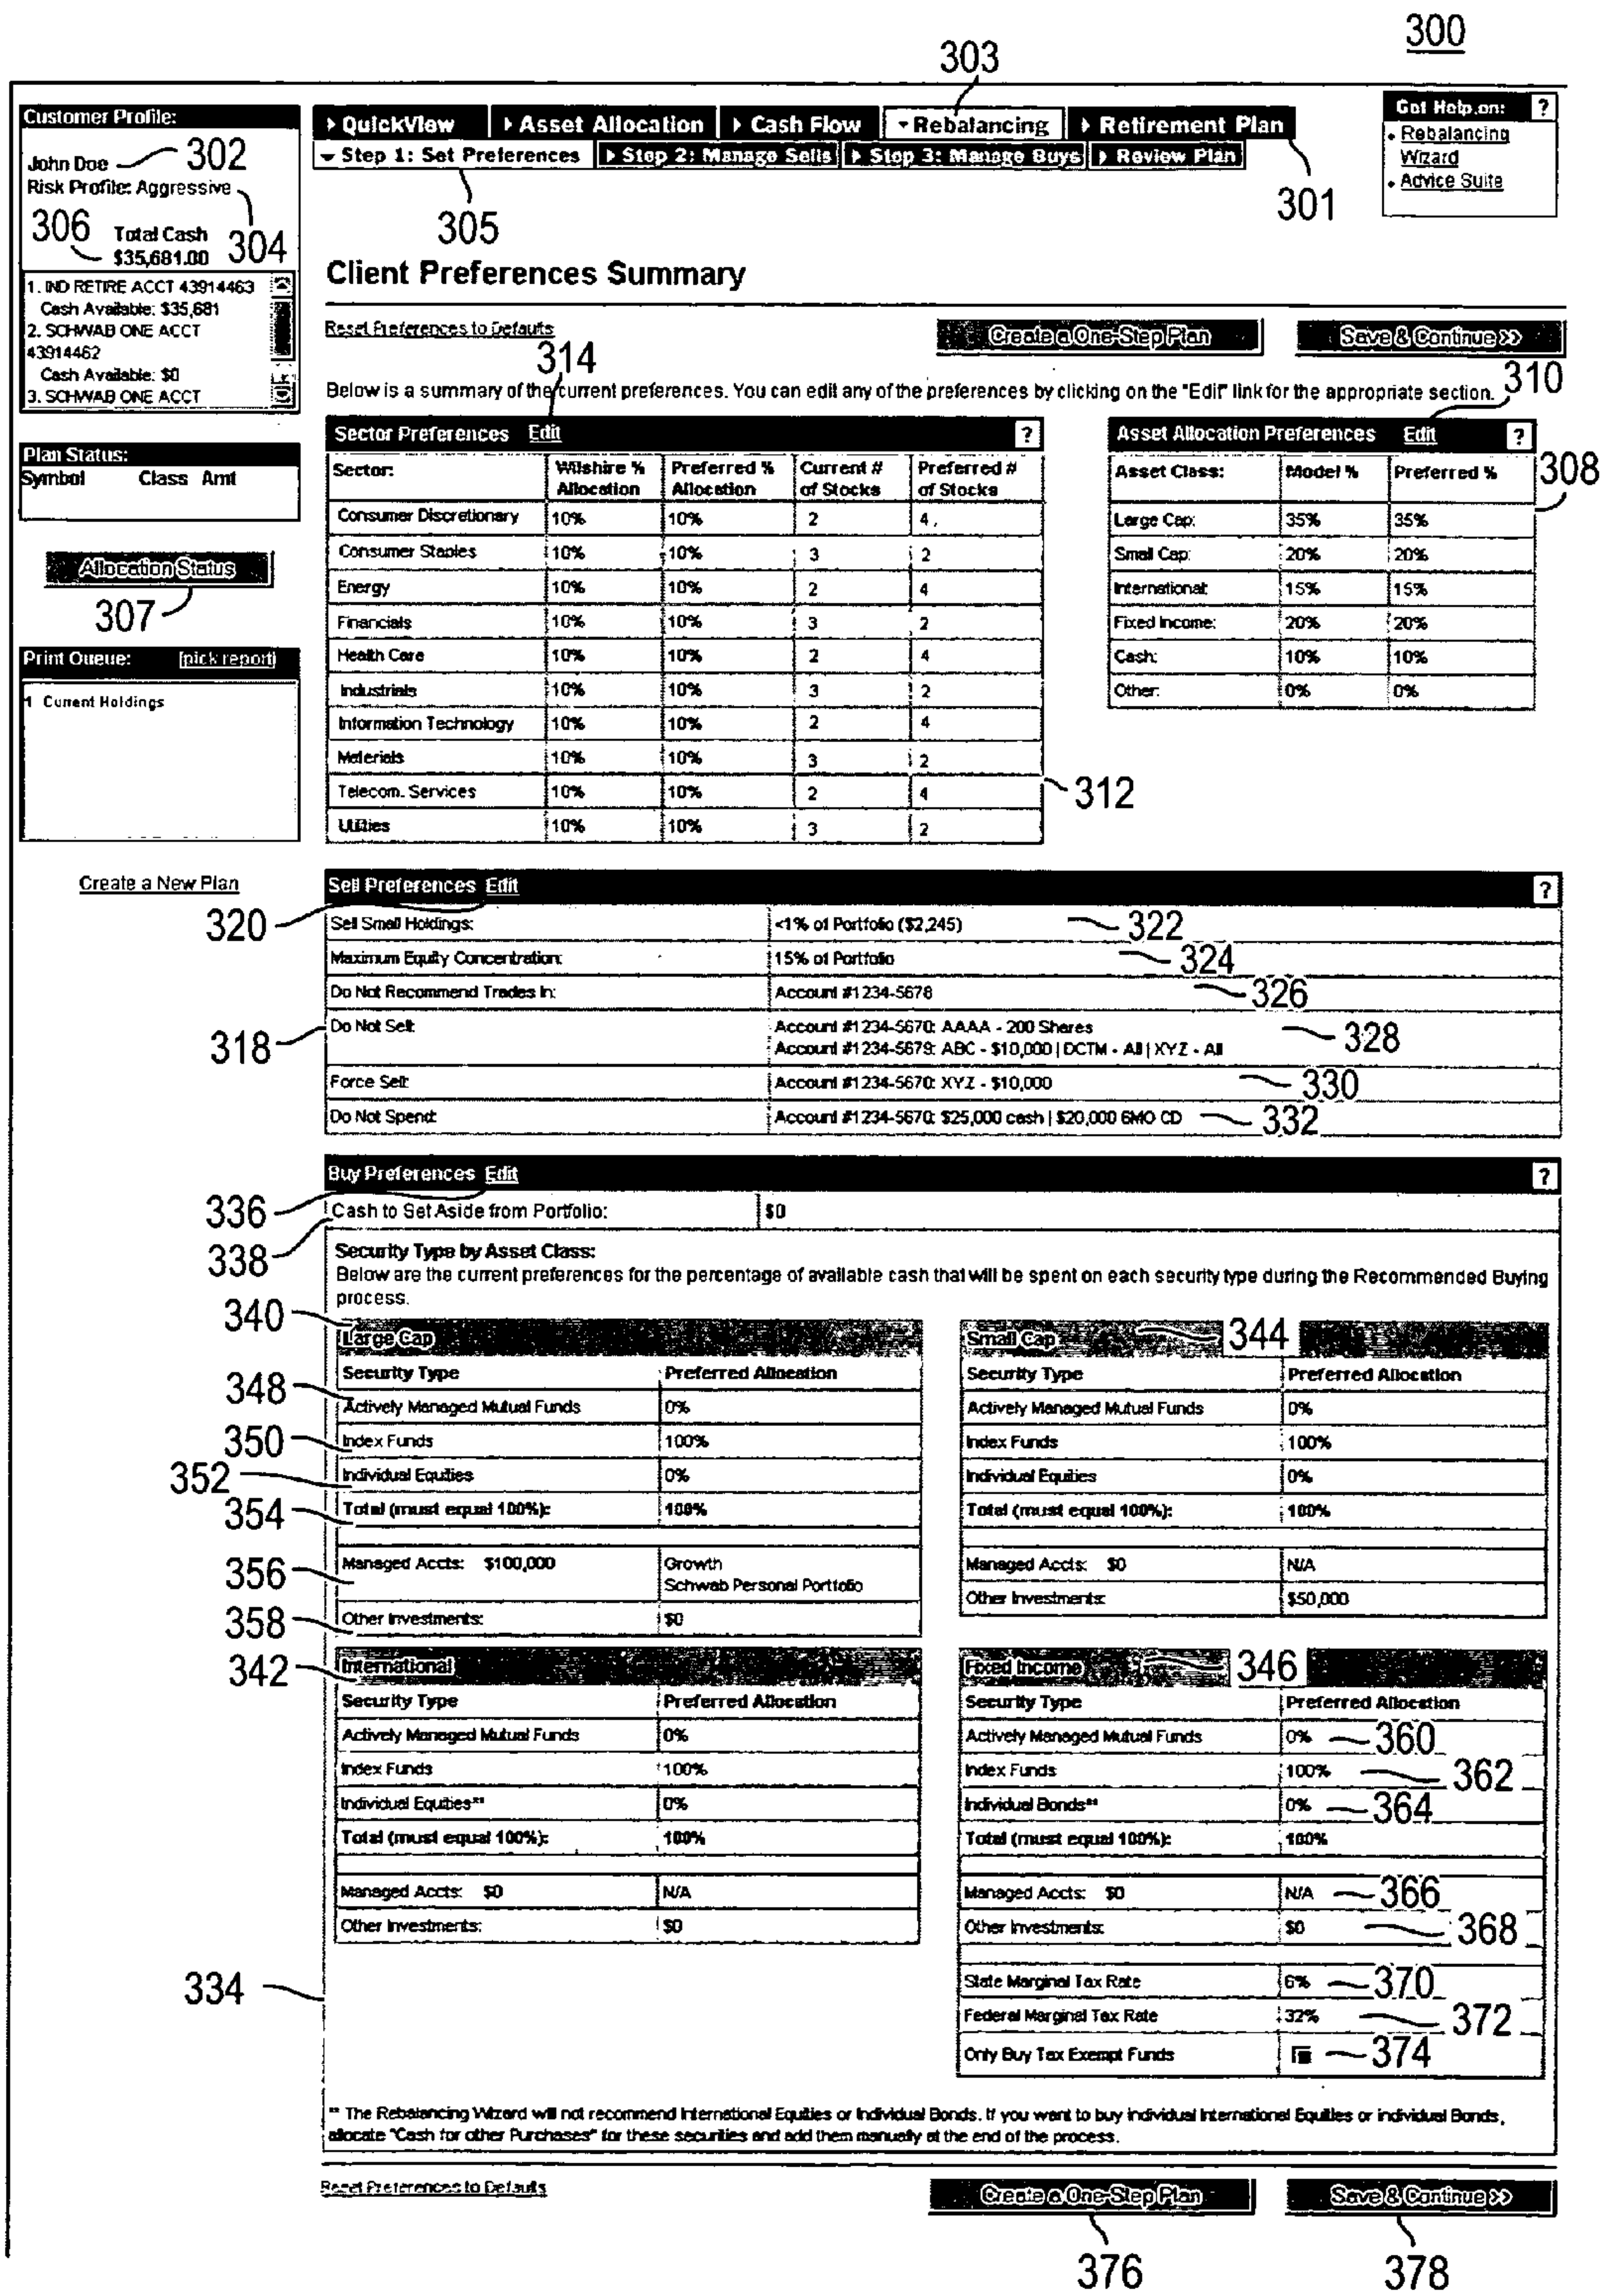 300
303
Customer Profile:
John Doe 302
Risk Profile: Aggressive
306 Total Cash 304
$35,681.00
1. IND RETIRE ACCT 43914463
Cash Available: $35,681
2. SCHWAB ONE ACCT
43914462
Cash Available: $0
3. SCHWAB ONE ACCT
QuickView Asset Allocation Cash Flow Rebalancing Retirement Plan
Step 1: Set Preferences Step 2: Manage Sells Step 3: Manage Buys Review Plan
305
301
Get Help on: ?
• Rebalancing
Wizard
• Advice Suite
Client Preferences Summary
Reset Preferences to Defaults
Create a One-Step Plan Save & Continue >>
314
Below is a summary of the current preferences. You can edit any of the preferences by clicking on the "Edit" link for the appropriate section. 310
Plan Status:
Symbol Class Amt
Allocation Status
307
Print Queue: [pick report]
1 Current Holdings
Create a New Plan
Sector Preferences Edit ?
Sector: Wilshire % Allocation Preferred % Allocation Current # of Stocks Preferred # of Stocks
Consumer Discretionary 10% 10% 2 4
Consumer Staples 10% 10% 3 2
Energy 10% 10% 2 4
Financials 10% 10% 3 2
Health Care 10% 10% 2 4
Industrials 10% 10% 3 2
Information Technology 10% 10% 2 4
Materials 10% 10% 3 2
Telecom. Services 10% 10% 2 4
Utilities 10% 10% 3 2
312
Asset Allocation Preferences Edit ?
Asset Class: Model % Preferred % 308
Large Cap: 35% 35%
Small Cap: 20% 20%
International: 15% 15%
Fixed Income: 20% 20%
Cash: 10% 10%
Other: 0% 0%
Sell Preferences Edit ?
320 Sell Small Holdings: <1% of Portfolio ($2,245) 322
Maximum Equity Concentration: 15% of Portfolio 324
Do Not Recommend Trades In: Account #1234-5678 326
318 Do Not Sell: Account #1234-5670: AAAA - 200 Shares 328
Account #1234-5679: ABC - $10,000 | DCTM - All | XYZ - All
Force Sell: Account #1234-5670: XYZ - $10,000 330
Do Not Spend: Account #1234-5670: $25,000 cash | $20,000 6MO CD 332
Buy Preferences Edit ?
336 Cash to Set Aside from Portfolio: $0
338 Security Type by Asset Class:
Below are the current preferences for the percentage of available cash that will be spent on each security type during the Recommended Buying
process.
340 Large Cap
Security Type Preferred Allocation
348 Actively Managed Mutual Funds 0%
350 Index Funds 100%
352 Individual Equities 0%
354 Total (must equal 100%): 100%
356 Managed Accts: $100,000 Growth
Schwab Personal Portfolio
358 Other Investments: $0
Small Cap 344
Security Type Preferred Allocation
Actively Managed Mutual Funds 0%
Index Funds 100%
Individual Equities 0%
Total (must equal 100%): 100%
Managed Accts: $0 N/A
Other Investments: $50,000
342 International
Security Type Preferred Allocation
Actively Managed Mutual Funds 0%
Index Funds 100%
Individual Equities** 0%
Total (must equal 100%): 100%
Managed Accts: $0 N/A
Other Investments: $0
334
Fixed Income 346
Security Type Preferred Allocation
Actively Managed Mutual Funds 0% 360
Index Funds 100% 362
Individual Bonds** 0% 364
Total (must equal 100%): 100%
Managed Accts: $0 N/A 366
Other Investments: $0 368
State Marginal Tax Rate 6% 370
Federal Marginal Tax Rate 32% 372
Only Buy Tax Exempt Funds 374
** The Rebalancing Wizard will not recommend International Equities or Individual Bonds. If you want to buy individual International Equities or individual Bonds,
allocate "Cash for other Purchases" for these securities and add them manually at the end of the process.
Reset Preferences to Defaults
Create a One-Step Plan Save & Continue >>
376 378